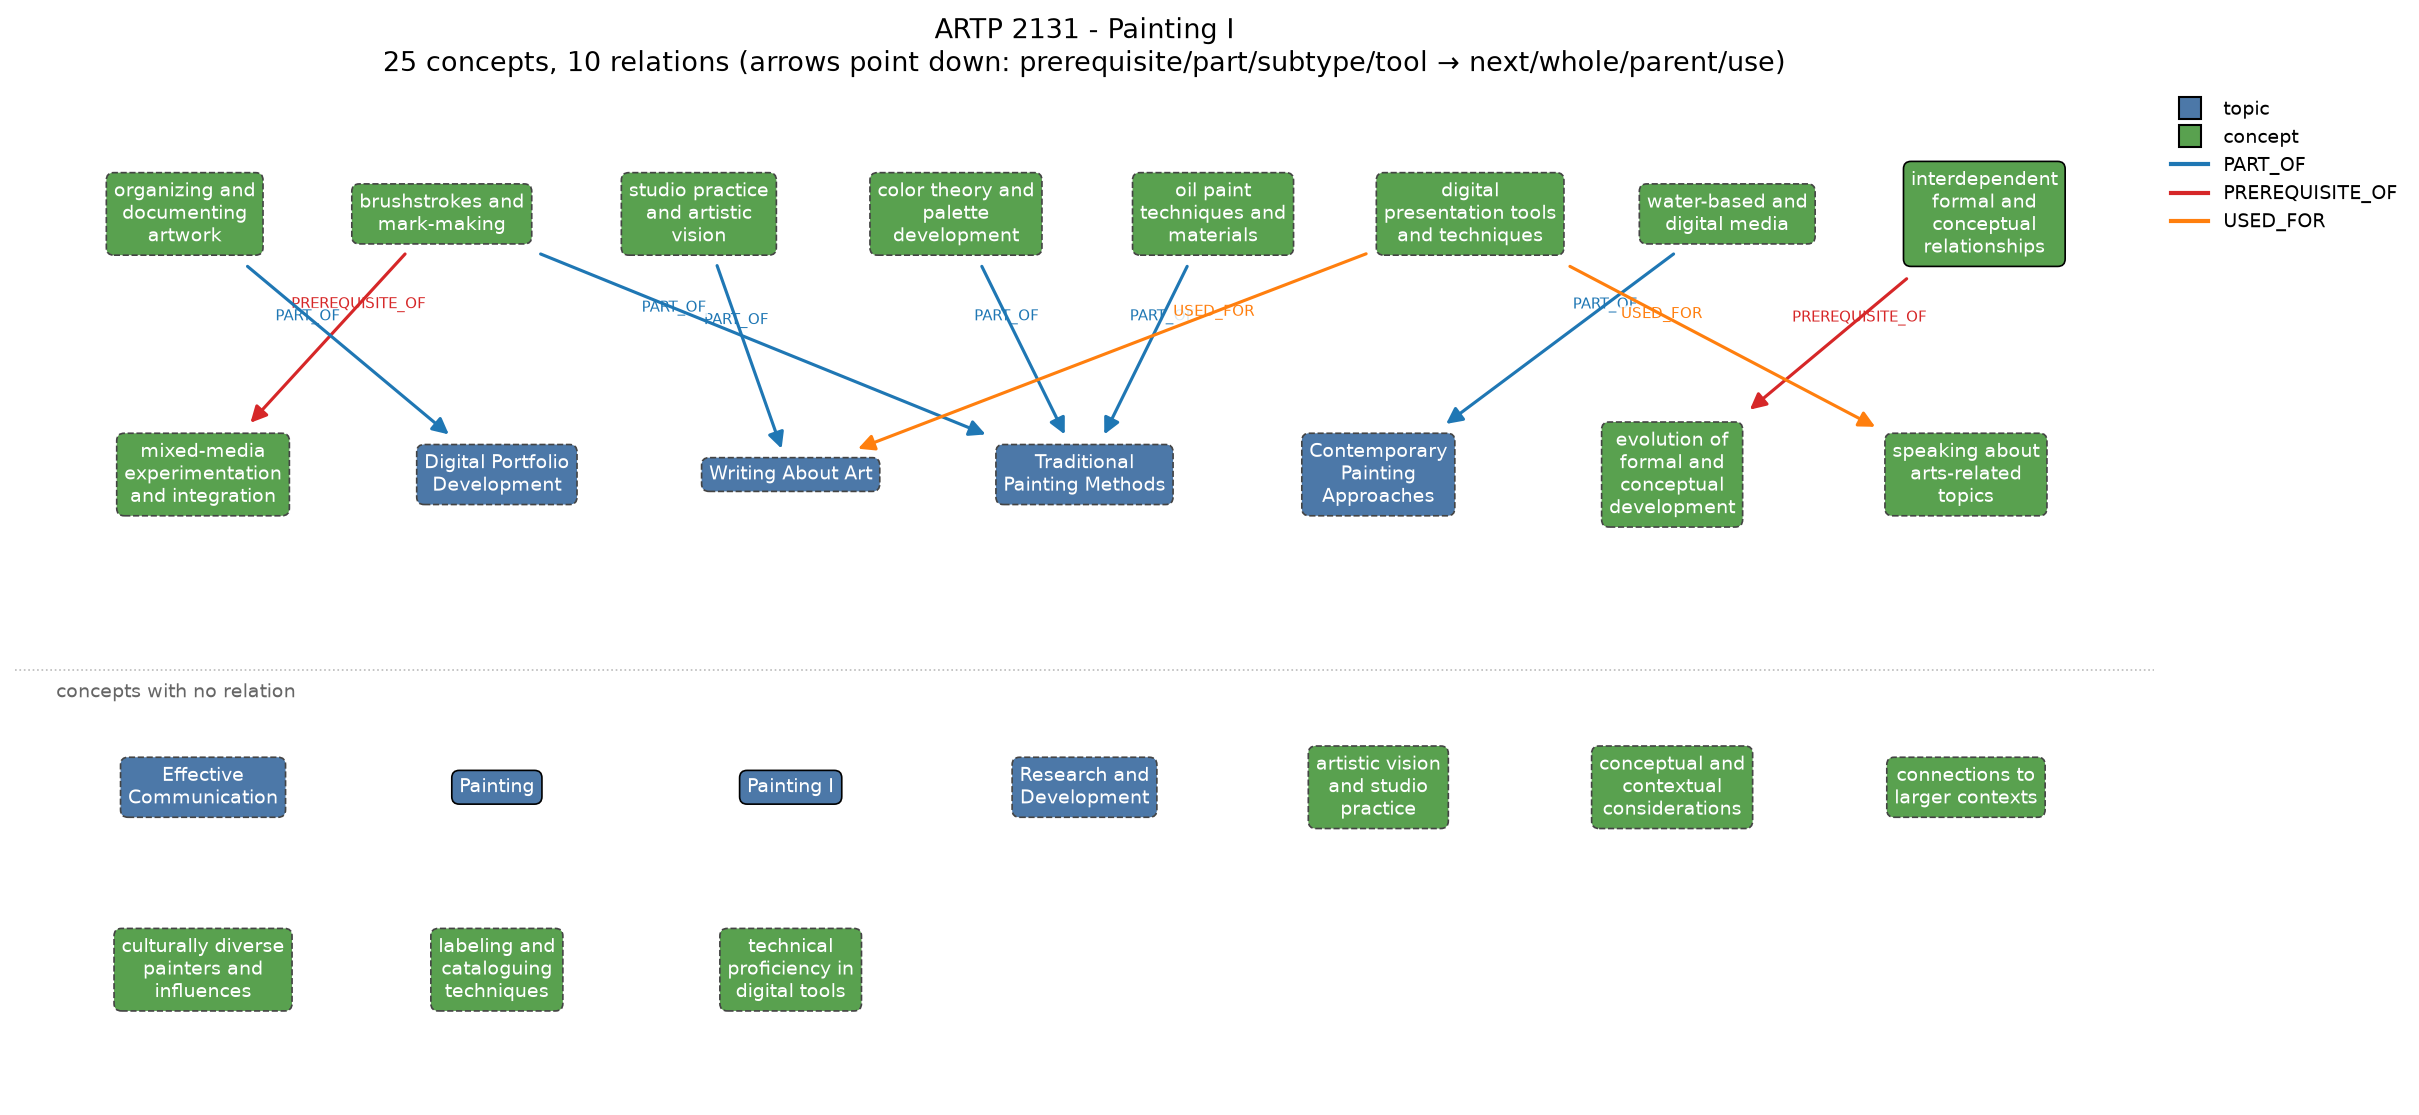 ARTP 2131 - Painting I
25 concepts, 10 relations (arrows point down: prerequisite/part/subtype/tool → next/whole/parent/use)
topic
concept
PART_OF
PREREQUISITE_OF
USED_FOR
organizing and
documenting
artwork
brushstrokes and
mark-making
studio practice
and artistic
vision
color theory and
palette
development
oil paint
techniques and
materials
digital
presentation tools
and techniques
water-based and
digital media
interdependent
formal and
conceptual
relationships
PREREQUISITE_OF
PART_OF
PART_OF
PART_OF
PART_OF
PART_
USED_FOR
PART_OF
USED_FOR
PREREQUISITE_OF
mixed-media
experimentation
and integration
Digital Portfolio
Development
Writing About Art
Traditional
Painting Methods
Contemporary
Painting
Approaches
evolution of
formal and
conceptual
development
speaking about
arts-related
topics
concepts with no relation
Effective
Communication
Painting
Painting I
Research and
Development
artistic vision
and studio
practice
conceptual and
contextual
considerations
connections to
larger contexts
culturally diverse
painters and
influences
labeling and
cataloguing
techniques
technical
proficiency in
digital tools